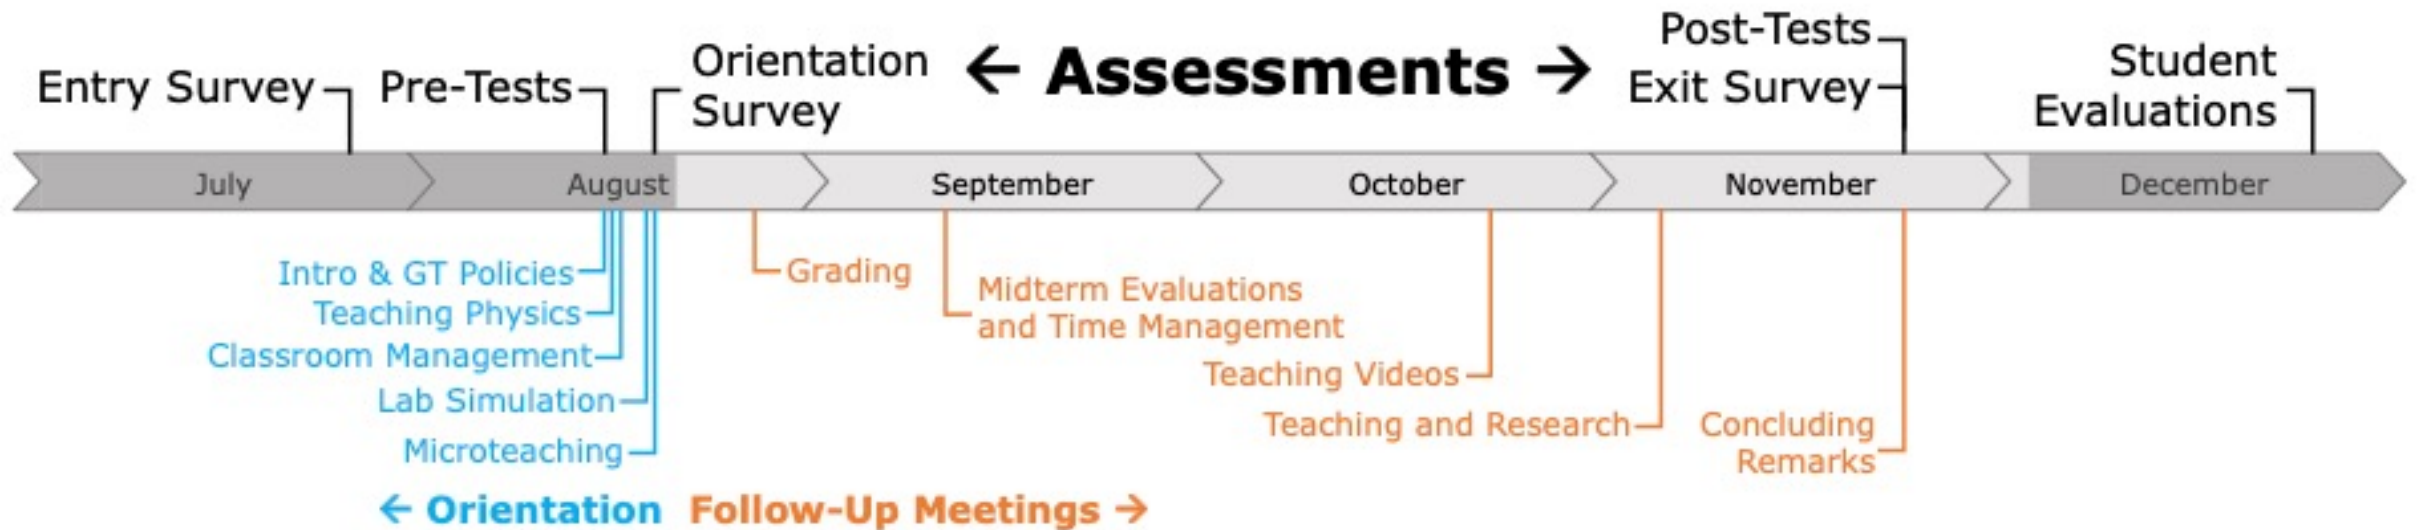 Entry Survey
Pre-Tests
Orientation
Survey
← Assessments →
Post-Tests
Exit Survey
Student
Evaluations
July
August
September
October
November
December
Intro & GT Policies
Teaching Physics
Classroom Management
Lab Simulation
Microteaching
Grading
Midterm Evaluations
and Time Management
Teaching Videos
Teaching and Research
Concluding
Remarks
← Orientation Follow-Up Meetings →